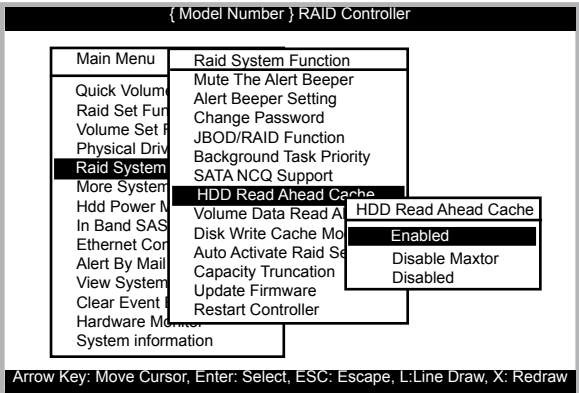 { Model Number } RAID Controller
Main Menu
Quick Volume
Raid Set Fun
Volume Set F
Physical Driv
Raid System
More System
Hdd Power M
In Band SAS
Ethernet Con
Alert By Mail
View System
Clear Event B
Hardware Monitor
System information
Raid System Function
Mute The Alert Beeper
Alert Beeper Setting
Change Password
JBOD/RAID Function
Background Task Priority
SATA NCQ Support
HDD Read Ahead Cache
Volume Data Read A
Disk Write Cache Mo
Auto Activate Raid Se
Capacity Truncation
Update Firmware
Restart Controller
HDD Read Ahead Cache
Enabled
Disable Maxtor
Disabled
Arrow Key: Move Cursor, Enter: Select, ESC: Escape, L:Line Draw, X: Redraw